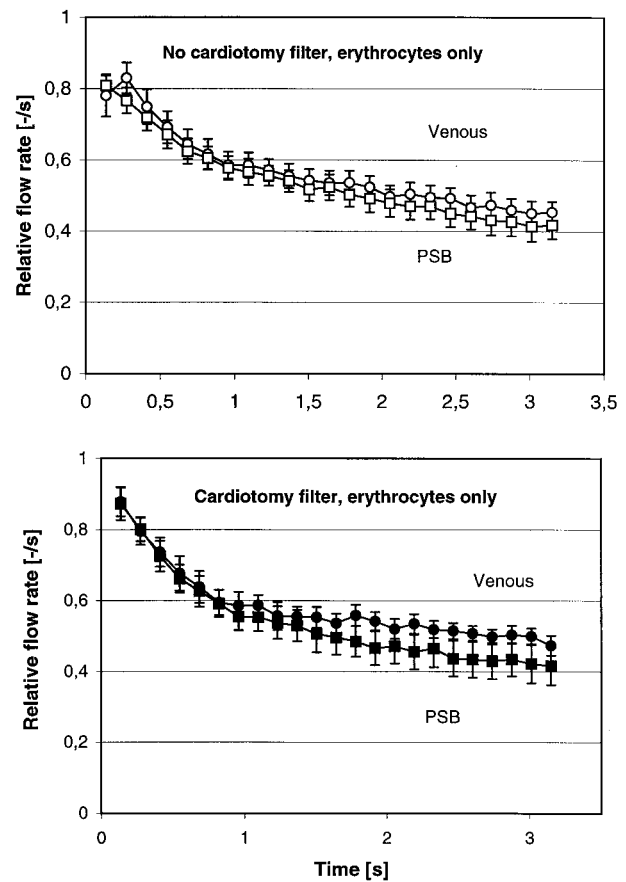 1
No cardiotomy filter, erythrocytes only
0,8
Venous
0,6
0,4
PSB
0,2
0
Relative flow rate [-/s]
0 0,5 1 1,5 2 2,5 3 3,5
1
Cardiotomy filter, erythrocytes only
0,8
Venous
0,6
0,4
PSB
0,2
0
Relative flow rate [-/s]
0 1 2 3
Time [s]